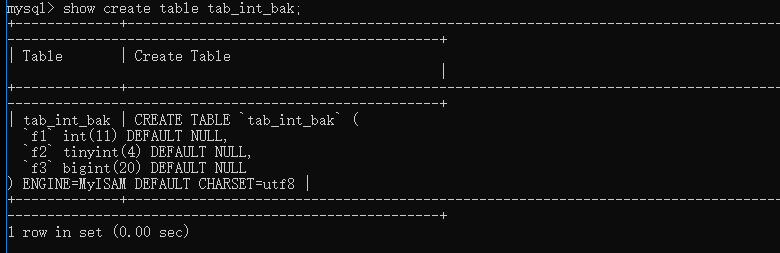 mysql> show create table tab_int_bak;
+-------------+----------------------------------------------------------------------------------
------------------------------------------------------+
| Table       | Create Table
                                                      |
+-------------+----------------------------------------------------------------------------------
------------------------------------------------------+
| tab_int_bak | CREATE TABLE `tab_int_bak` (
  `f1` int(11) DEFAULT NULL,
  `f2` tinyint(4) DEFAULT NULL,
  `f3` bigint(20) DEFAULT NULL
) ENGINE=MyISAM DEFAULT CHARSET=utf8 |
+-------------+----------------------------------------------------------------------------------
------------------------------------------------------+
1 row in set (0.00 sec)